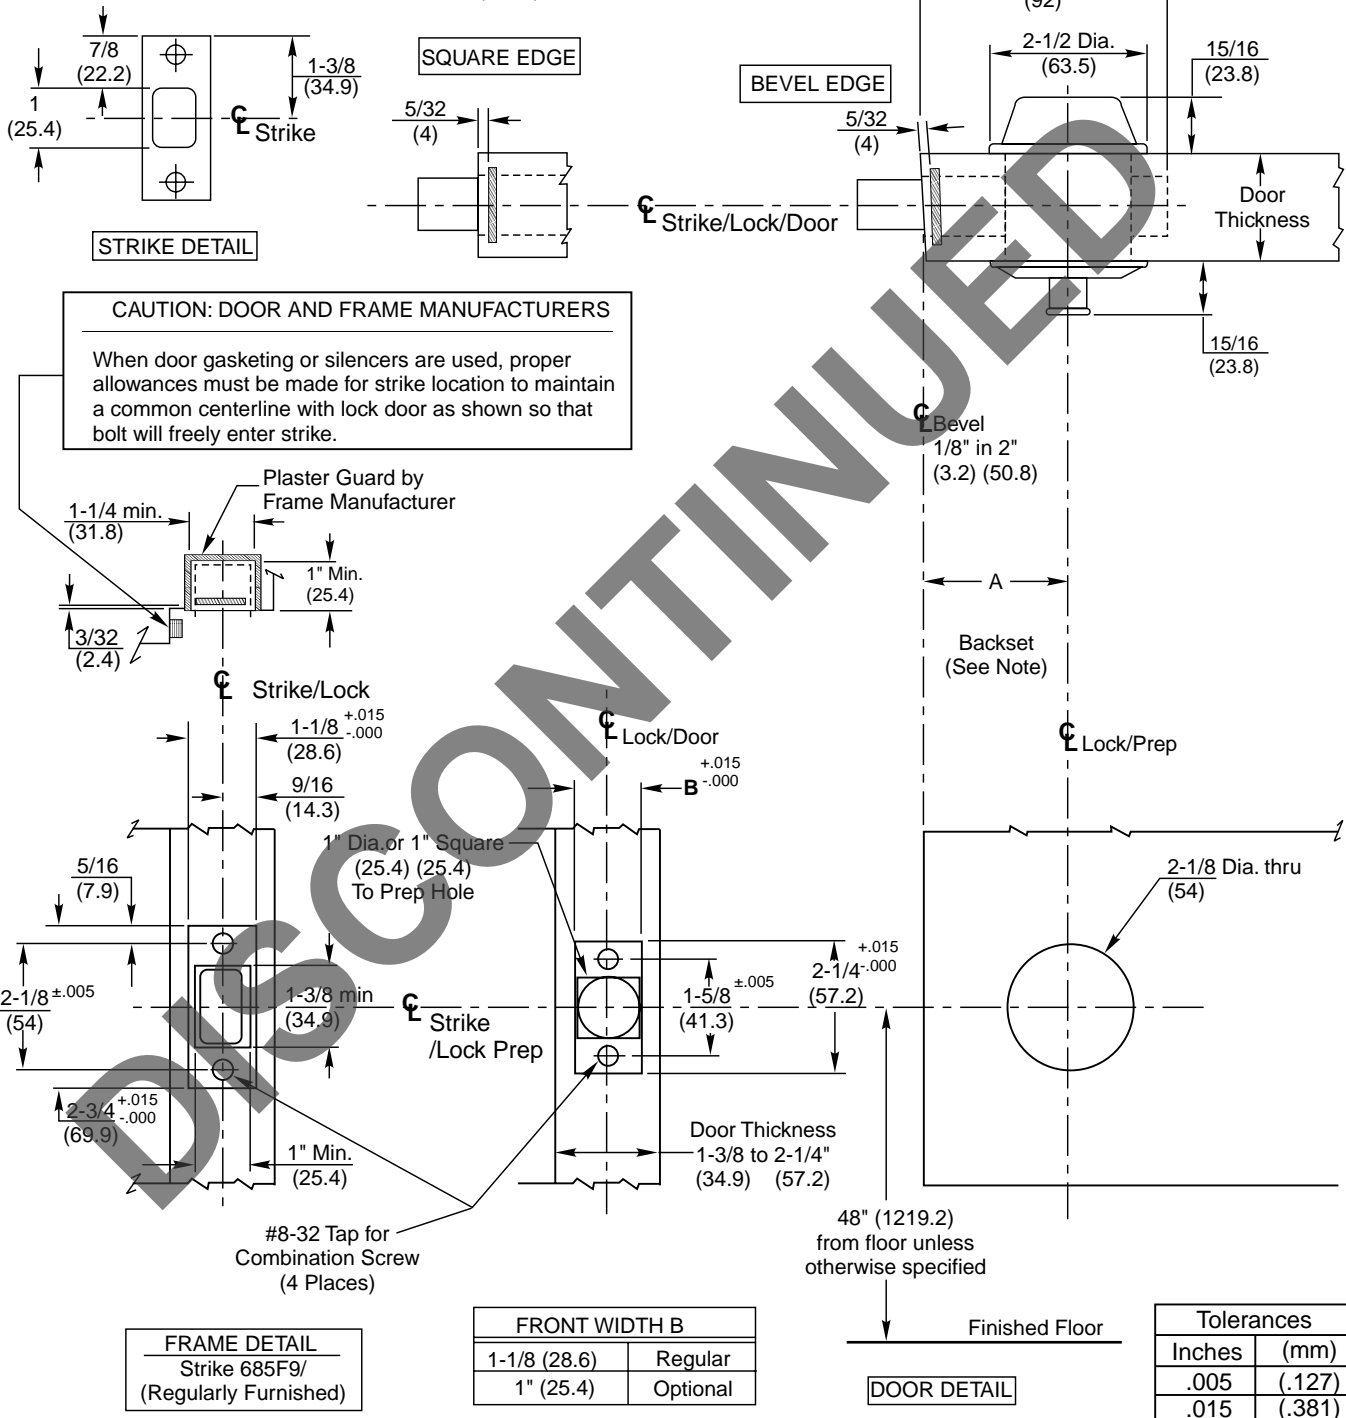 (92)
7/8
(22.2)
1-3/8
(34.9)
1
(25.4)
CL Strike
STRIKE DETAIL
SQUARE EDGE
5/32
(4)
CL Strike/Lock/Door
BEVEL EDGE
5/32
(4)
2-1/2 Dia.
(63.5)
15/16
(23.8)
Door
Thickness
15/16
(23.8)
CAUTION: DOOR AND FRAME MANUFACTURERS
When door gasketing or silencers are used, proper
allowances must be made for strike location to maintain
a common centerline with lock door as shown so that
bolt will freely enter strike.
CL Bevel
1/8" in 2"
(3.2) (50.8)
Plaster Guard by
Frame Manufacturer
1-1/4 min.
(31.8)
1" Min.
(25.4)
3/32
(2.4)
A
Backset
(See Note)
CL Strike/Lock
CL Lock/Door
CL Lock/Prep
1-1/8 +.015 -.000
(28.6)
9/16
(14.3)
B +.015 -.000
1" Dia.or 1" Square
(25.4) (25.4)
To Prep Hole
5/16
(7.9)
2-1/8 Dia. thru
(54)
2-1/8 ±.005
(54)
1-3/8 min
(34.9)
CL Strike
/Lock Prep
1-5/8 ±.005
(41.3)
2-1/4 +.015 -.000
(57.2)
2-3/4 +.015 -.000
(69.9)
1" Min.
(25.4)
Door Thickness
1-3/8 to 2-1/4"
(34.9) (57.2)
#8-32 Tap for
Combination Screw
(4 Places)
48" (1219.2)
from floor unless
otherwise specified
Finished Floor
FRAME DETAIL
Strike 685F9/
(Regularly Furnished)
FRONT WIDTH B
1-1/8 (28.6) Regular
1" (25.4) Optional
DOOR DETAIL
Tolerances
Inches (mm)
.005 (.127)
.015 (.381)
DISCONTINUED